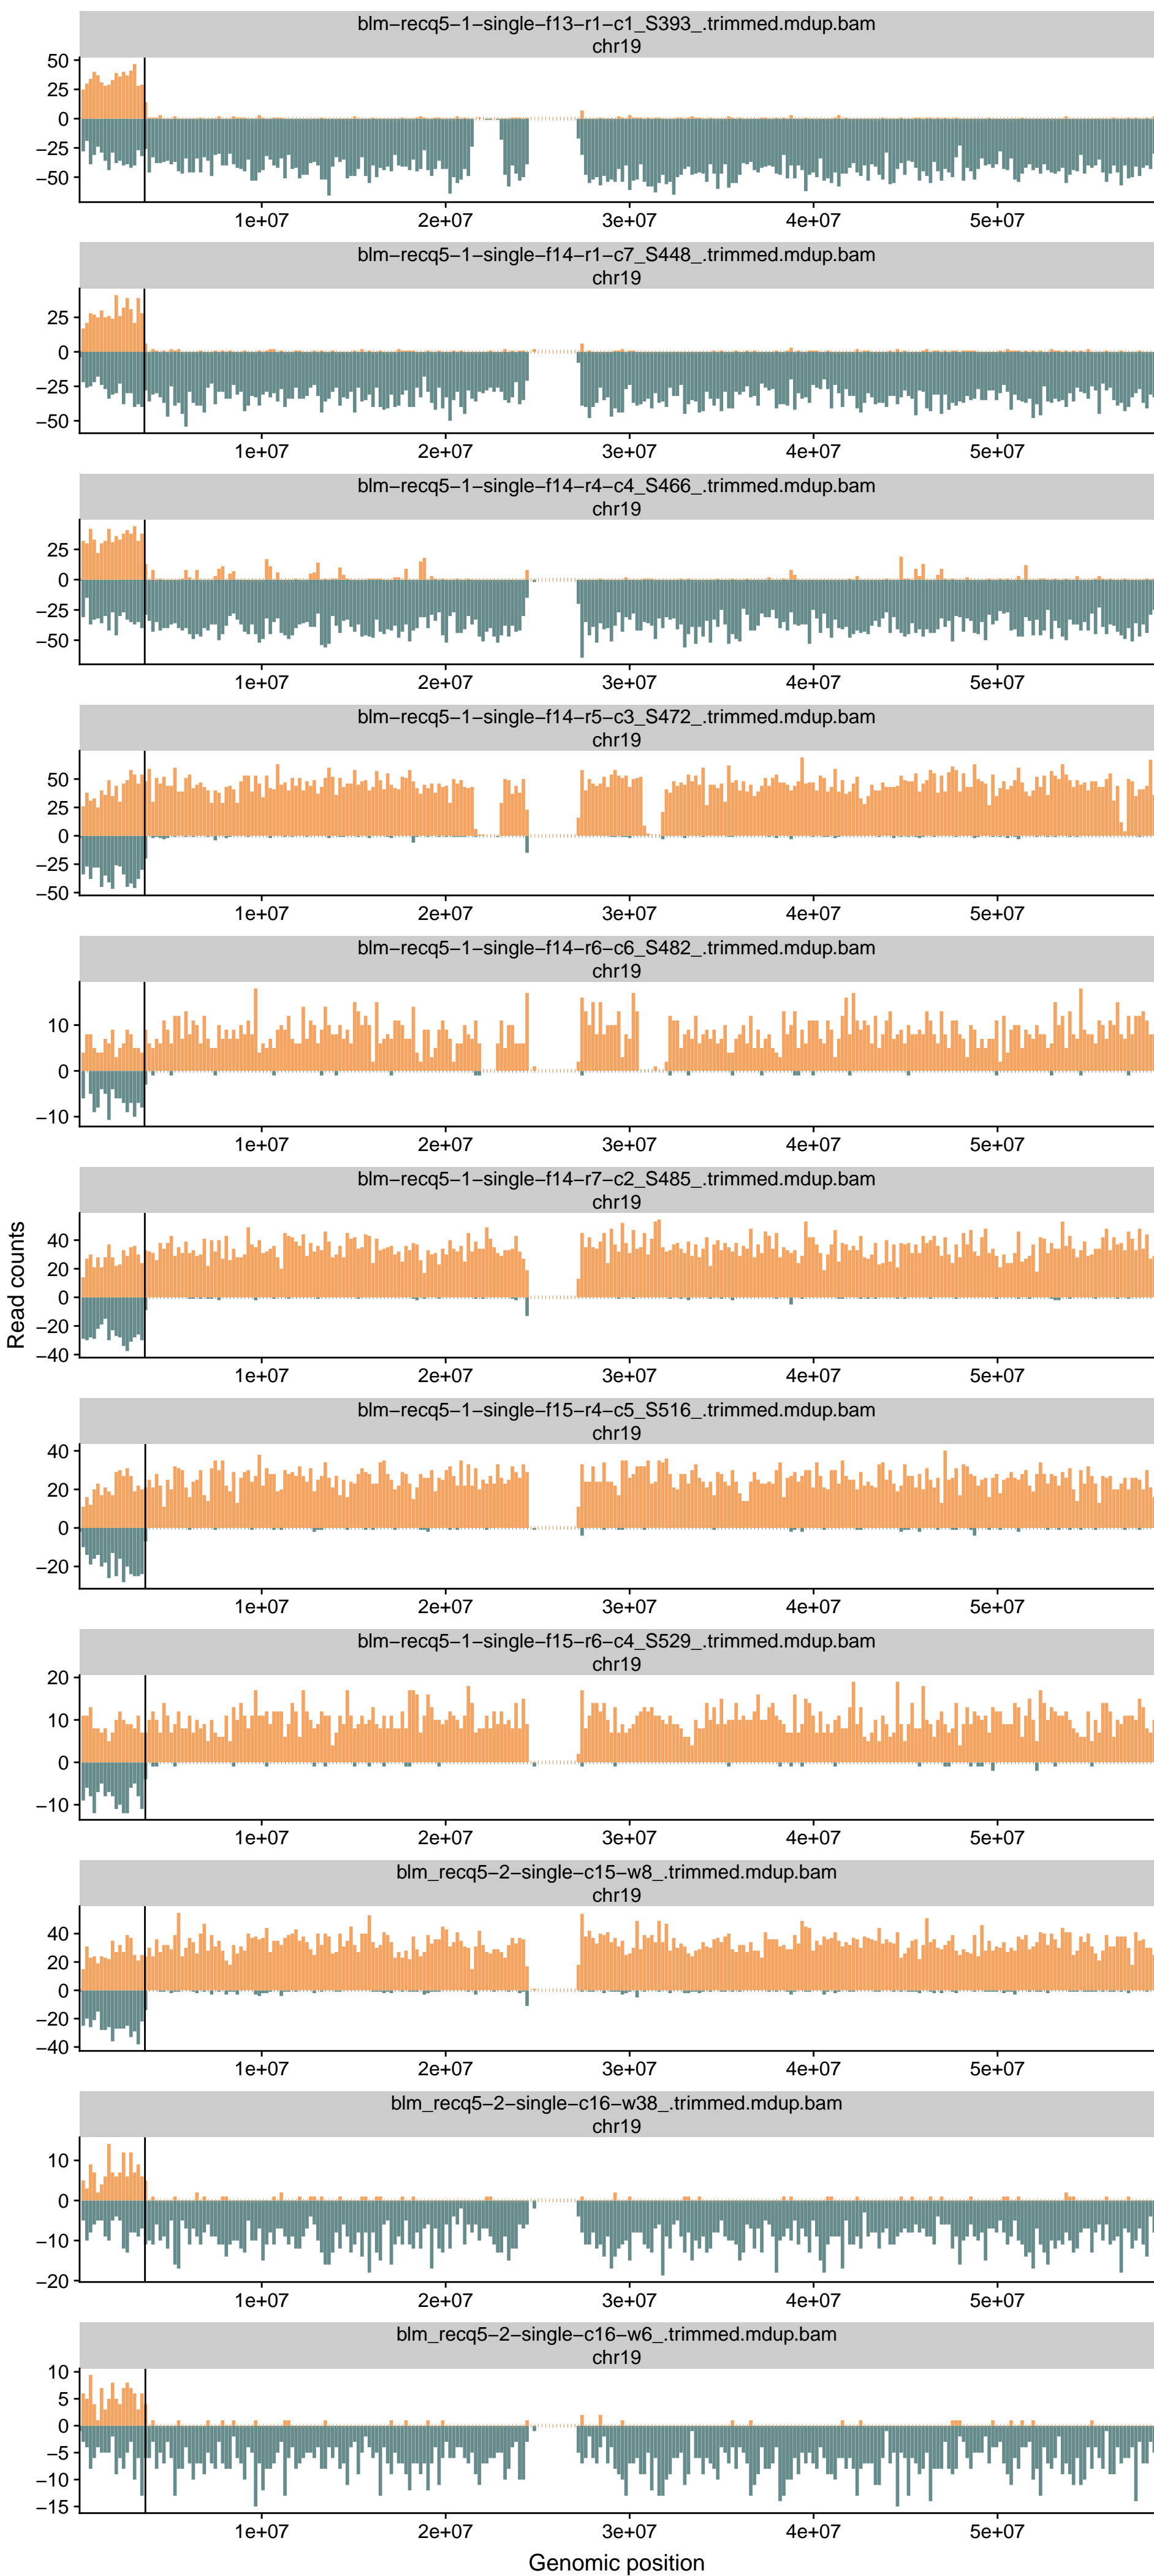 blm−recq5−1−single−f13−r1−c1_S393_.trimmed.mdup.bam
chr19
50
25
0
−25
−50
1e+07 2e+07 3e+07 4e+07 5e+07
blm−recq5−1−single−f14−r1−c7_S448_.trimmed.mdup.bam
chr19
25
0
−25
−50
1e+07 2e+07 3e+07 4e+07 5e+07
blm−recq5−1−single−f14−r4−c4_S466_.trimmed.mdup.bam
chr19
25
0
−25
−50
1e+07 2e+07 3e+07 4e+07 5e+07
blm−recq5−1−single−f14−r5−c3_S472_.trimmed.mdup.bam
chr19
50
25
0
−25
−50
1e+07 2e+07 3e+07 4e+07 5e+07
blm−recq5−1−single−f14−r6−c6_S482_.trimmed.mdup.bam
chr19
10
0
−10
1e+07 2e+07 3e+07 4e+07 5e+07
blm−recq5−1−single−f14−r7−c2_S485_.trimmed.mdup.bam
chr19
40
20
0
−20
−40
1e+07 2e+07 3e+07 4e+07 5e+07
Read counts
blm−recq5−1−single−f15−r4−c5_S516_.trimmed.mdup.bam
chr19
40
20
0
−20
1e+07 2e+07 3e+07 4e+07 5e+07
blm−recq5−1−single−f15−r6−c4_S529_.trimmed.mdup.bam
chr19
20
10
0
−10
1e+07 2e+07 3e+07 4e+07 5e+07
blm_recq5−2−single−c15−w8_.trimmed.mdup.bam
chr19
40
20
0
−20
−40
1e+07 2e+07 3e+07 4e+07 5e+07
blm_recq5−2−single−c16−w38_.trimmed.mdup.bam
chr19
10
0
−10
−20
1e+07 2e+07 3e+07 4e+07 5e+07
blm_recq5−2−single−c16−w6_.trimmed.mdup.bam
chr19
10
5
0
−5
−10
−15
1e+07 2e+07 3e+07 4e+07 5e+07
Genomic position